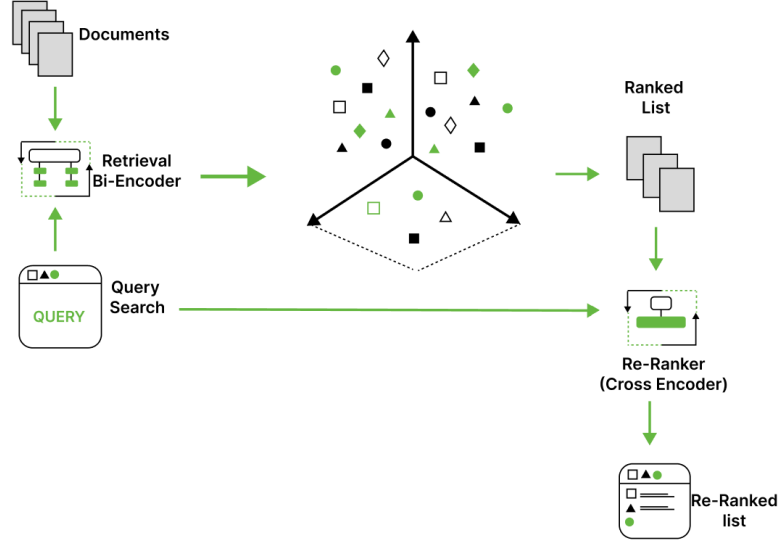 Documents
Retrieval
Bi-Encoder
Ranked
List
Query
Search
QUERY
Re-Ranker
(Cross Encoder)
Re-Ranked
list